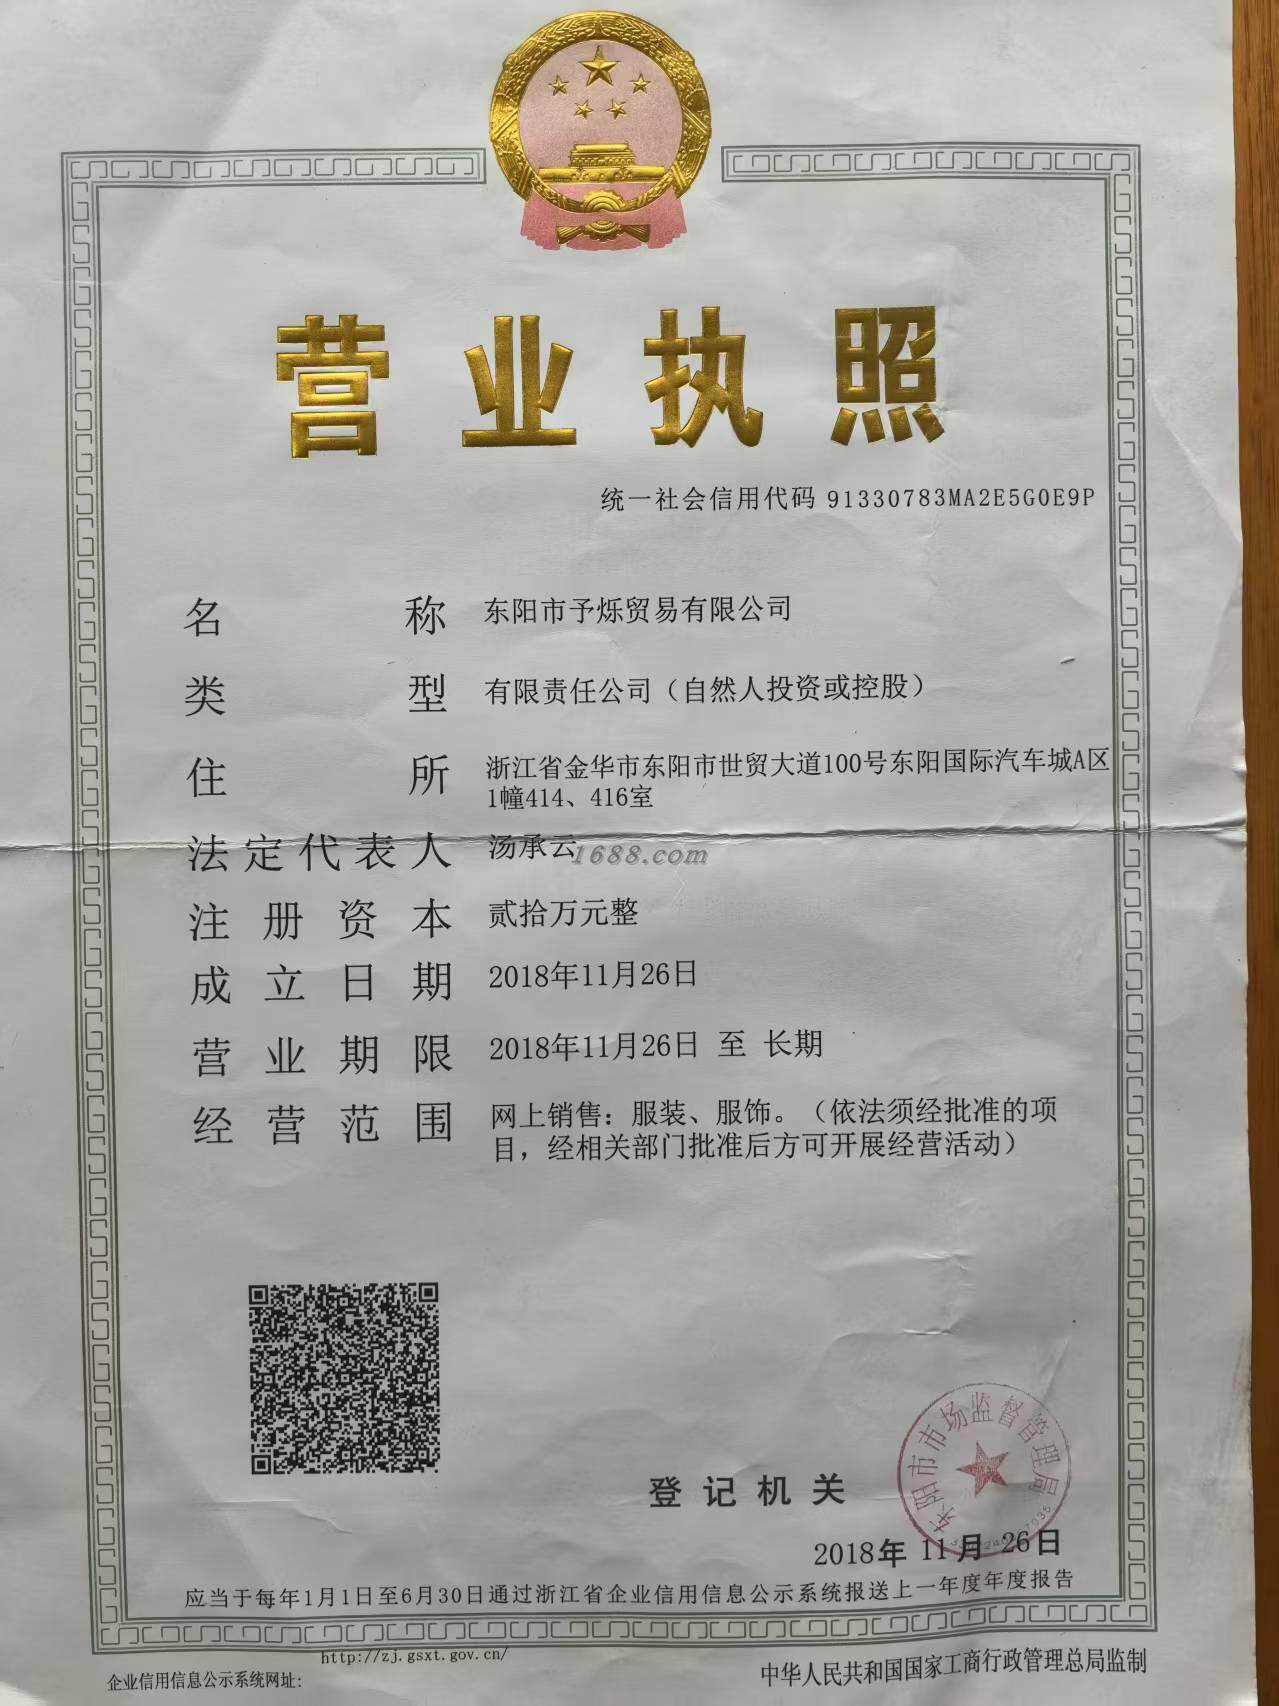 营业执照
统一社会信用代码 91330783MA2E5G0E9P
名称 东阳市予烁贸易有限公司
类型 有限责任公司（自然人投资或控股）
住所 浙江省金华市东阳市世贸大道100号东阳国际汽车城A区
1幢414、416室
法定代表人 汤承云
1688.com
注册资本 贰拾万元整
成立日期 2018年11月26日
营业期限 2018年11月26日 至 长期
经营范围 网上销售：服装、服饰。（依法须经批准的项
目，经相关部门批准后方可开展经营活动）
东阳市市场监督管理局
登记机关
2018年 11月 26日
应当于每年1月1日至6月30日通过浙江省企业信用信息公示系统报送上一年度年度报告
http://zj.gsxt.gov.cn/
企业信用信息公示系统网址:
中华人民共和国国家工商行政管理总局监制